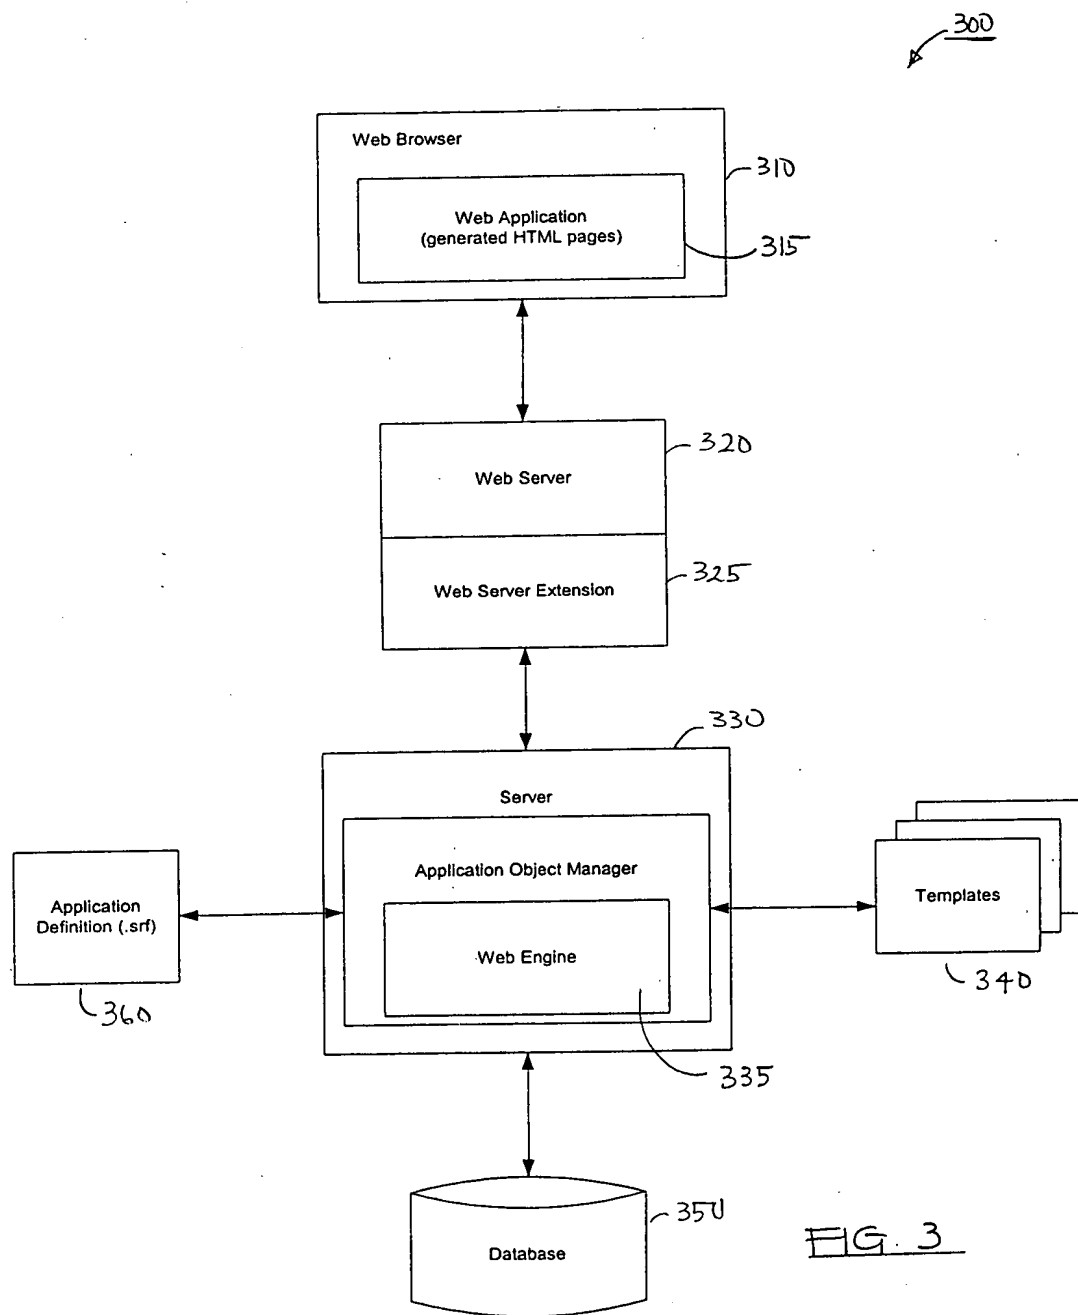 300
Web Browser
310
Web Application
(generated HTML pages)
315
320
Web Server
325
Web Server Extension
330
Server
Application Object Manager
Templates
Application
Definition (.srf)
Web Engine
340
360
335
350
Database
FIG. 3